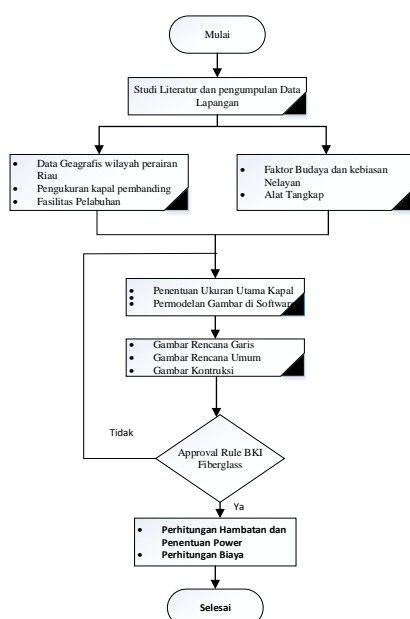 Mulai
Studi Literatur dan pengumpulan Data
Lapangan
• Data Geagrafis wilayah perairan
Riau
• Pengukuran kapal pembanding
• Fasilitas Pelabuhan
• Faktor Budaya dan kebiasan
Nelayan
• Alat Tangkap
• Penentuan Ukuran Utama Kapal
• Permodelan Gambar di Software
• Gambar Rencana Garis
• Gambar Rencana Umum
• Gambar Kontruksi
Tidak
Approval Rule BKI
Fiberglass
Ya
• Perhitungan Hambatan dan
Penentuan Power
• Perhitungan Biaya
Selesai